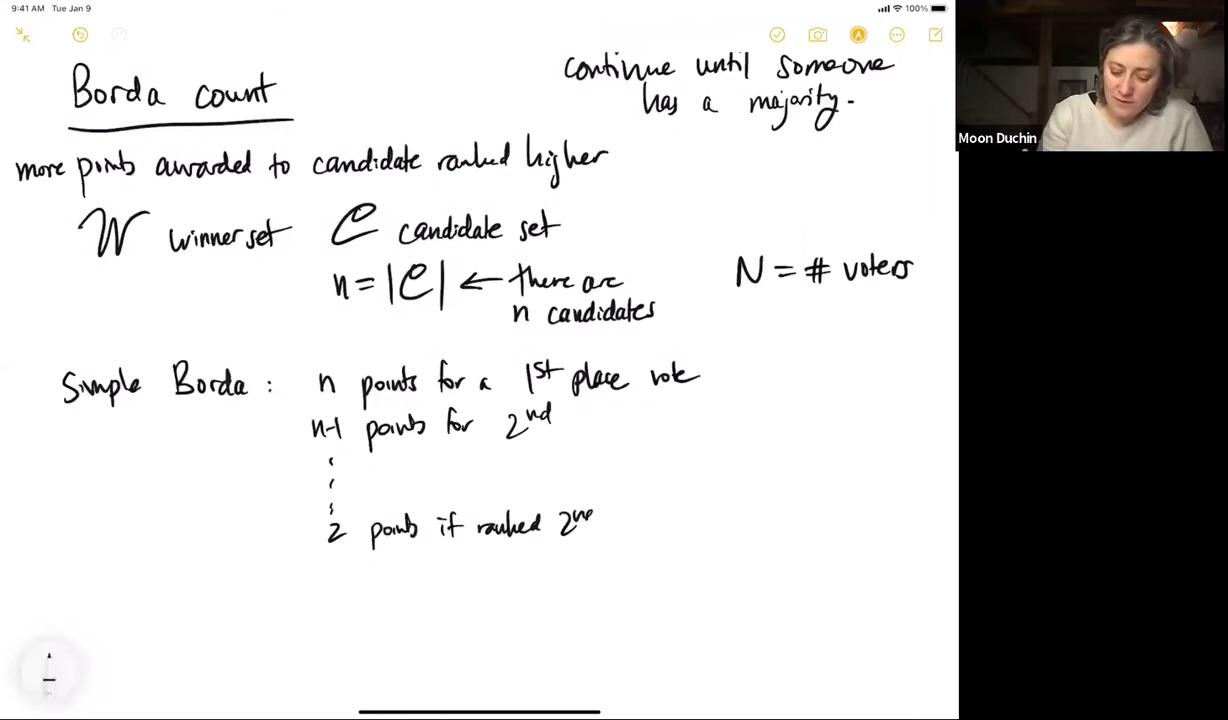 9:41 AM Tue Jan 9
100%
continue until someone
has a majority.
Borda count
more points awarded to candidate ranked higher
W winner set C candidate set
n = |C| ← there are
n candidates
N = # voters
Simple Borda : n points for a 1st place vote
n-1 points for 2nd
2 points if ranked 2nd
Moon Duchin